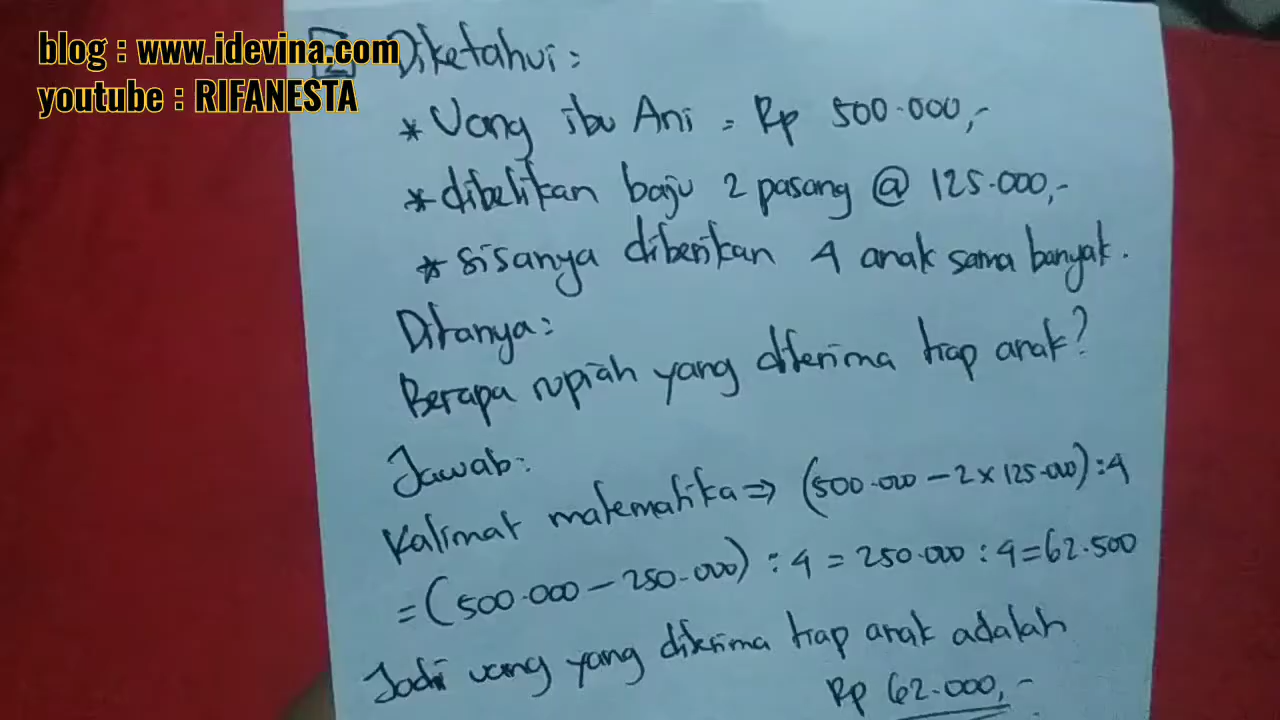 blog : www.idevina.com
youtube : RIFANESTA
2 Diketahui :
* Uang ibu Ani = Rp 500.000,-
* dibelikan baju 2 pasang @ 125.000,-
* sisanya diberikan 4 anak sama banyak.
Ditanya :
Berapa rupiah yang diterima tiap anak?
Jawab :
Kalimat matematika ⇒ (500.000 – 2 x 125.000) : 4
= (500.000 – 250.000) : 4 = 250.000 : 4 = 62.500
Jadi uang yang diterima tiap anak adalah
Rp 62.000,-